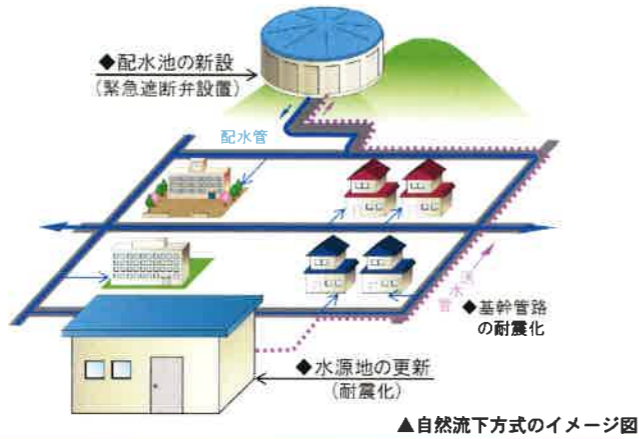 ◆配水池の新設
(緊急遮断弁設置)
配水管
送水管
◆基幹管路
の耐震化
◆水源地の更新
(耐震化)
▲自然流下方式のイメージ図